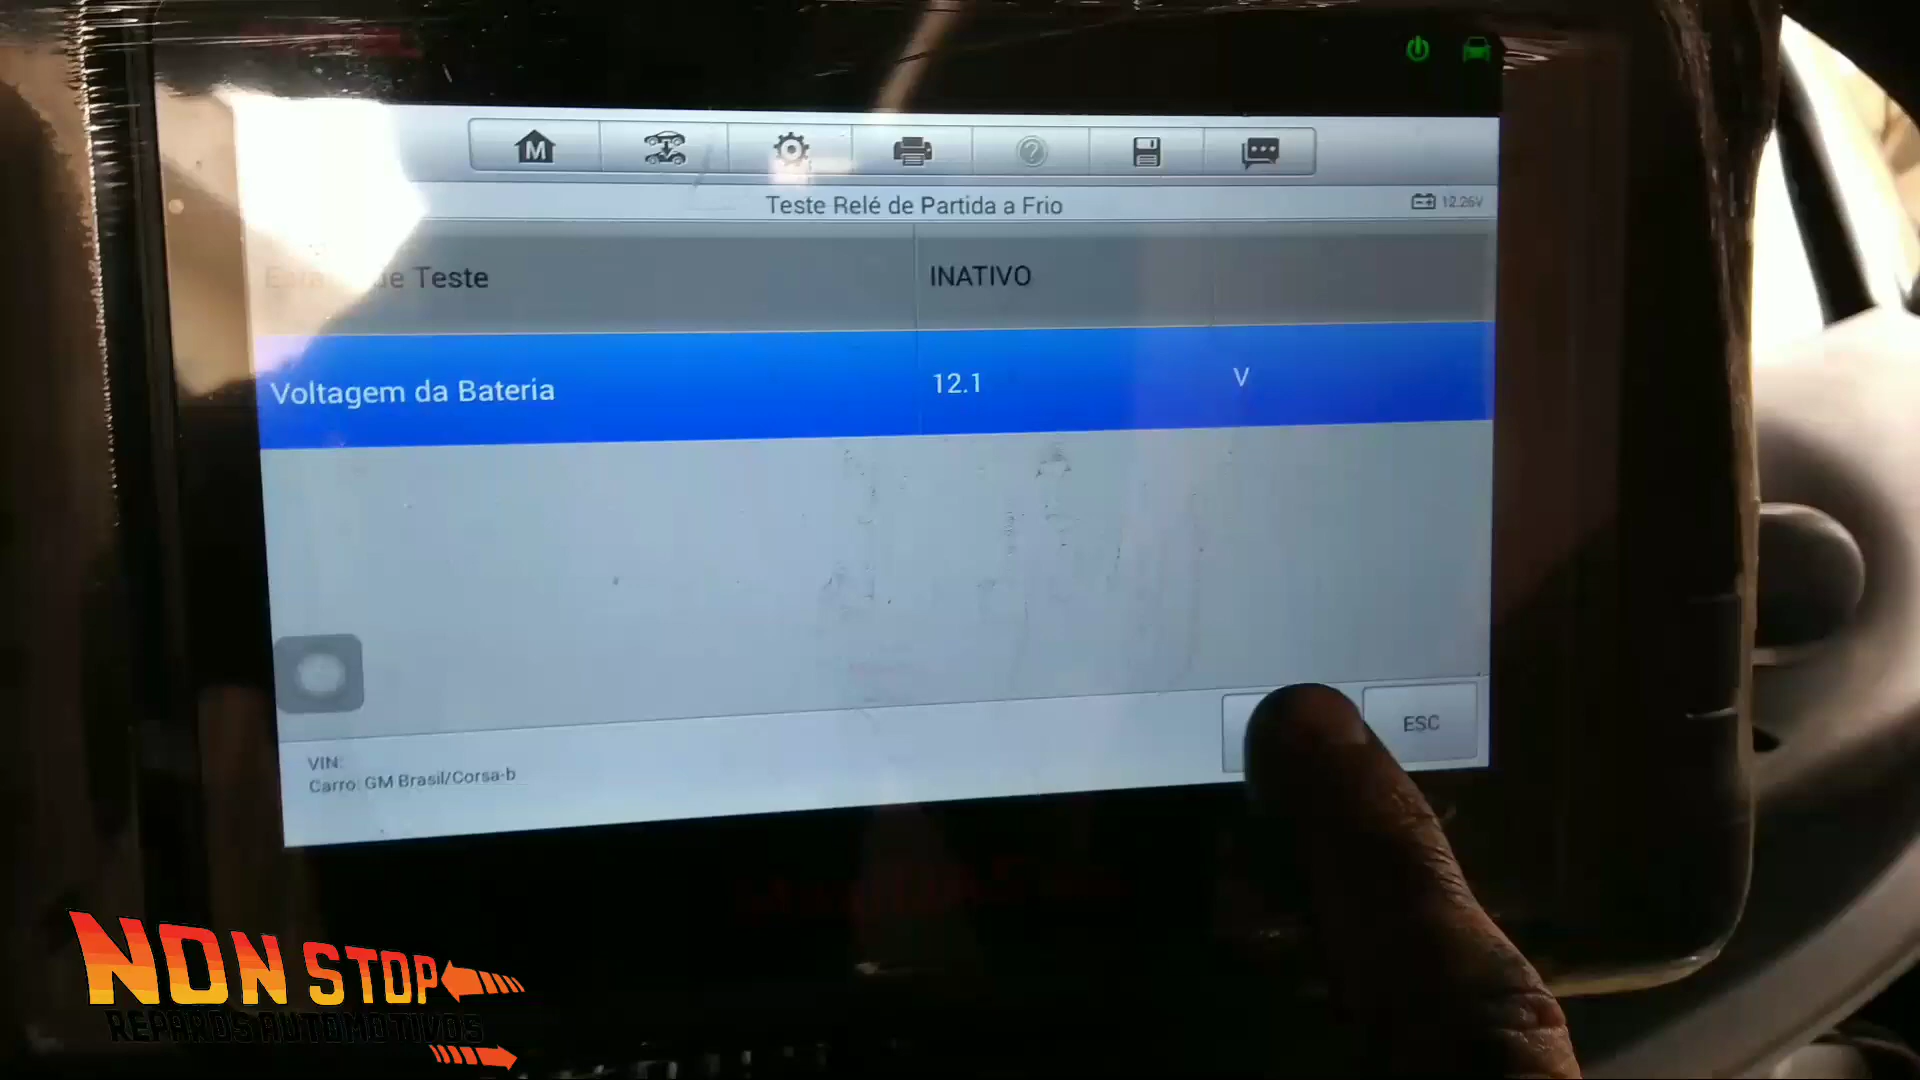 M
Teste Relé de Partida a Frio
12.26V
de Teste INATIVO
Voltagem da Bateria 12.1 V
ESC
VIN:
Carro: GM Brasil/Corsa-b
NON STOP
REPAROS AUTOMOTIVOS